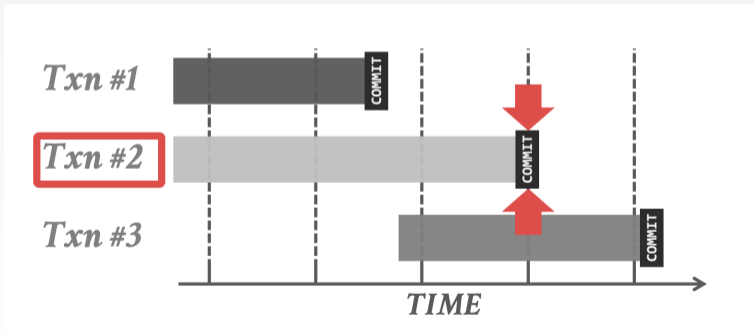 Txn #1
COMMIT
Txn #2
COMMIT
Txn #3
COMMIT
TIME